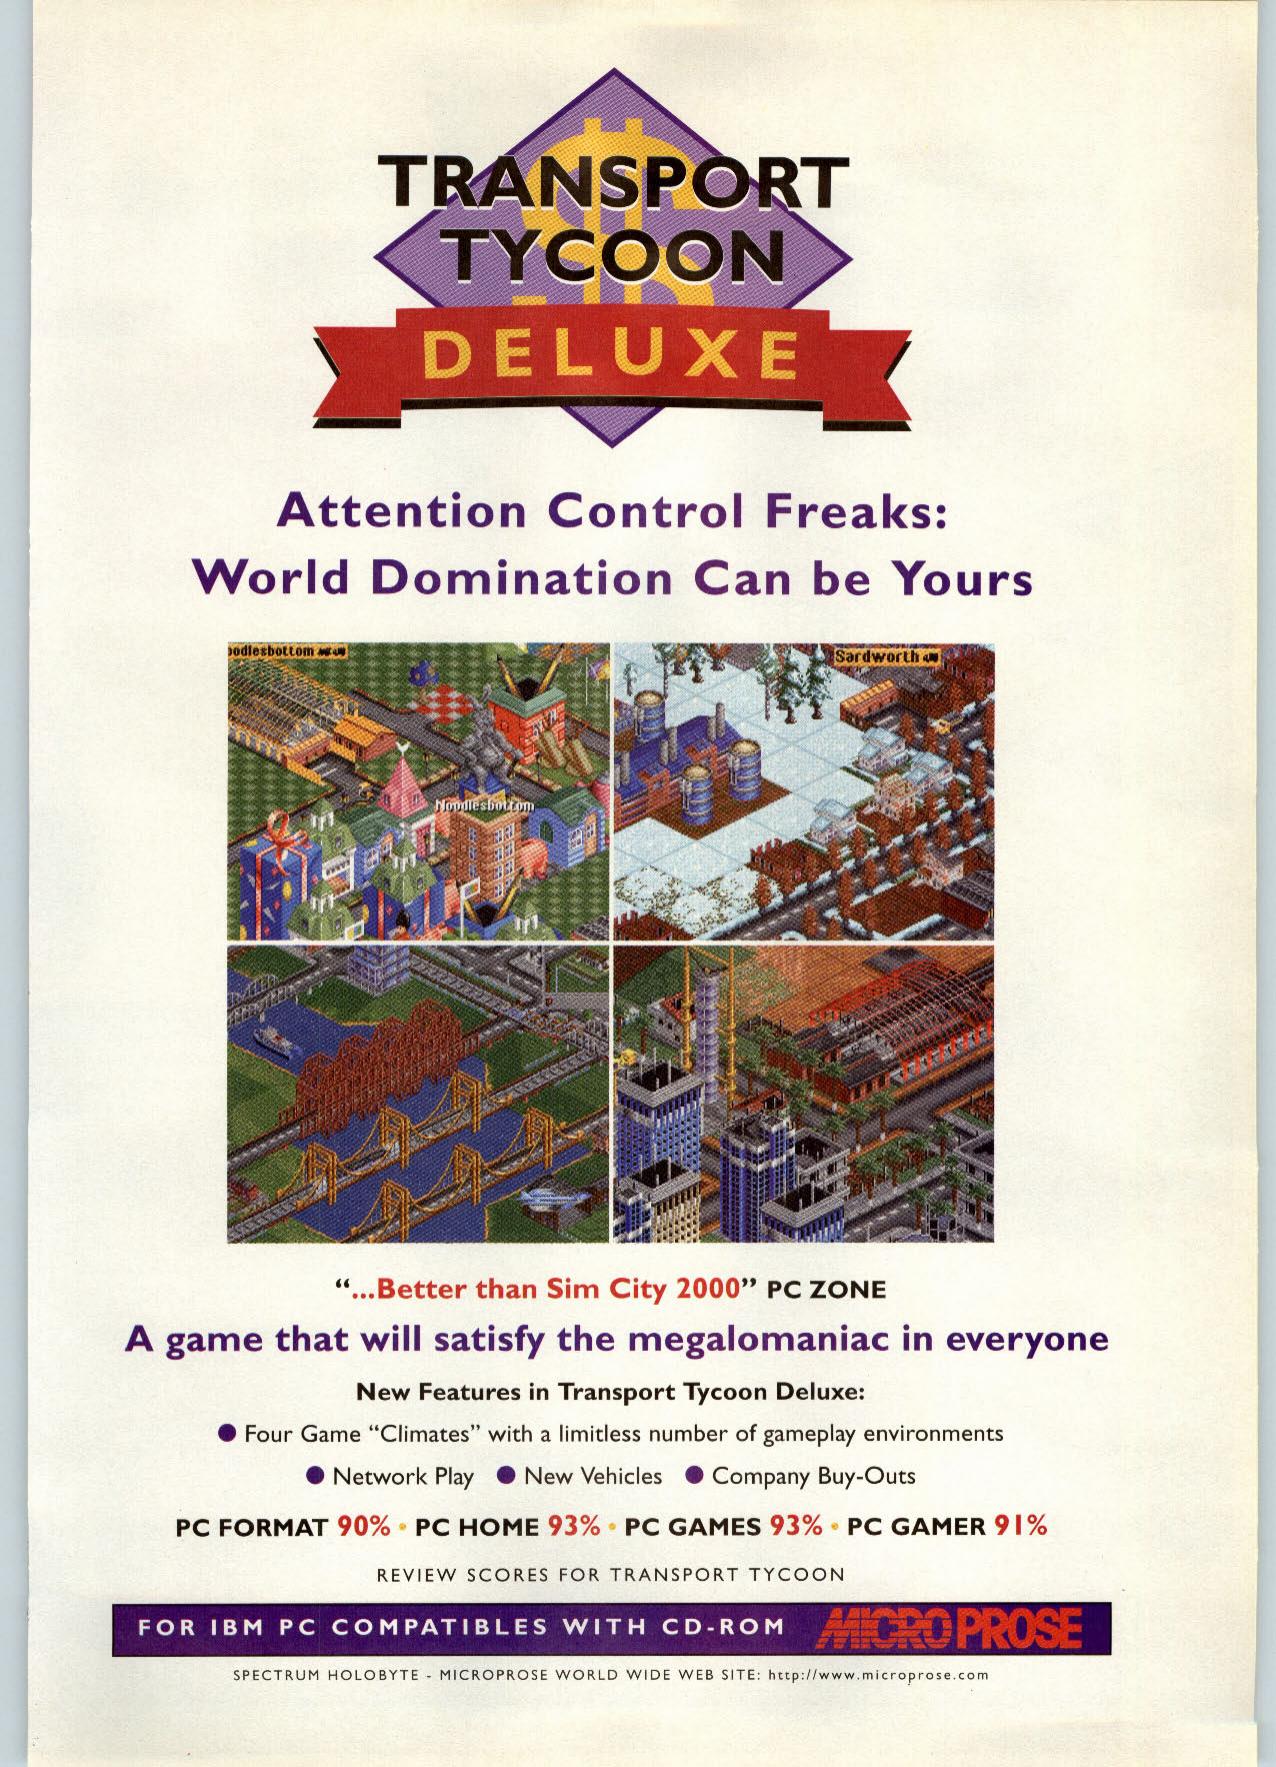 TRANSPORT
TYCOON
DELUXE
Attention Control Freaks:
World Domination Can be Yours
oodlesbottom
Sardworth
Noodlesbottom
“...Better than Sim City 2000” PC ZONE
A game that will satisfy the megalomaniac in everyone
New Features in Transport Tycoon Deluxe:
● Four Game “Climates” with a limitless number of gameplay environments
● Network Play ● New Vehicles ● Company Buy-Outs
PC FORMAT 90% • PC HOME 93% • PC GAMES 93% • PC GAMER 91%
REVIEW SCORES FOR TRANSPORT TYCOON
FOR IBM PC COMPATIBLES WITH CD-ROM MICROPROSE
SPECTRUM HOLOBYTE - MICROPROSE WORLD WIDE WEB SITE: http://www.microprose.com